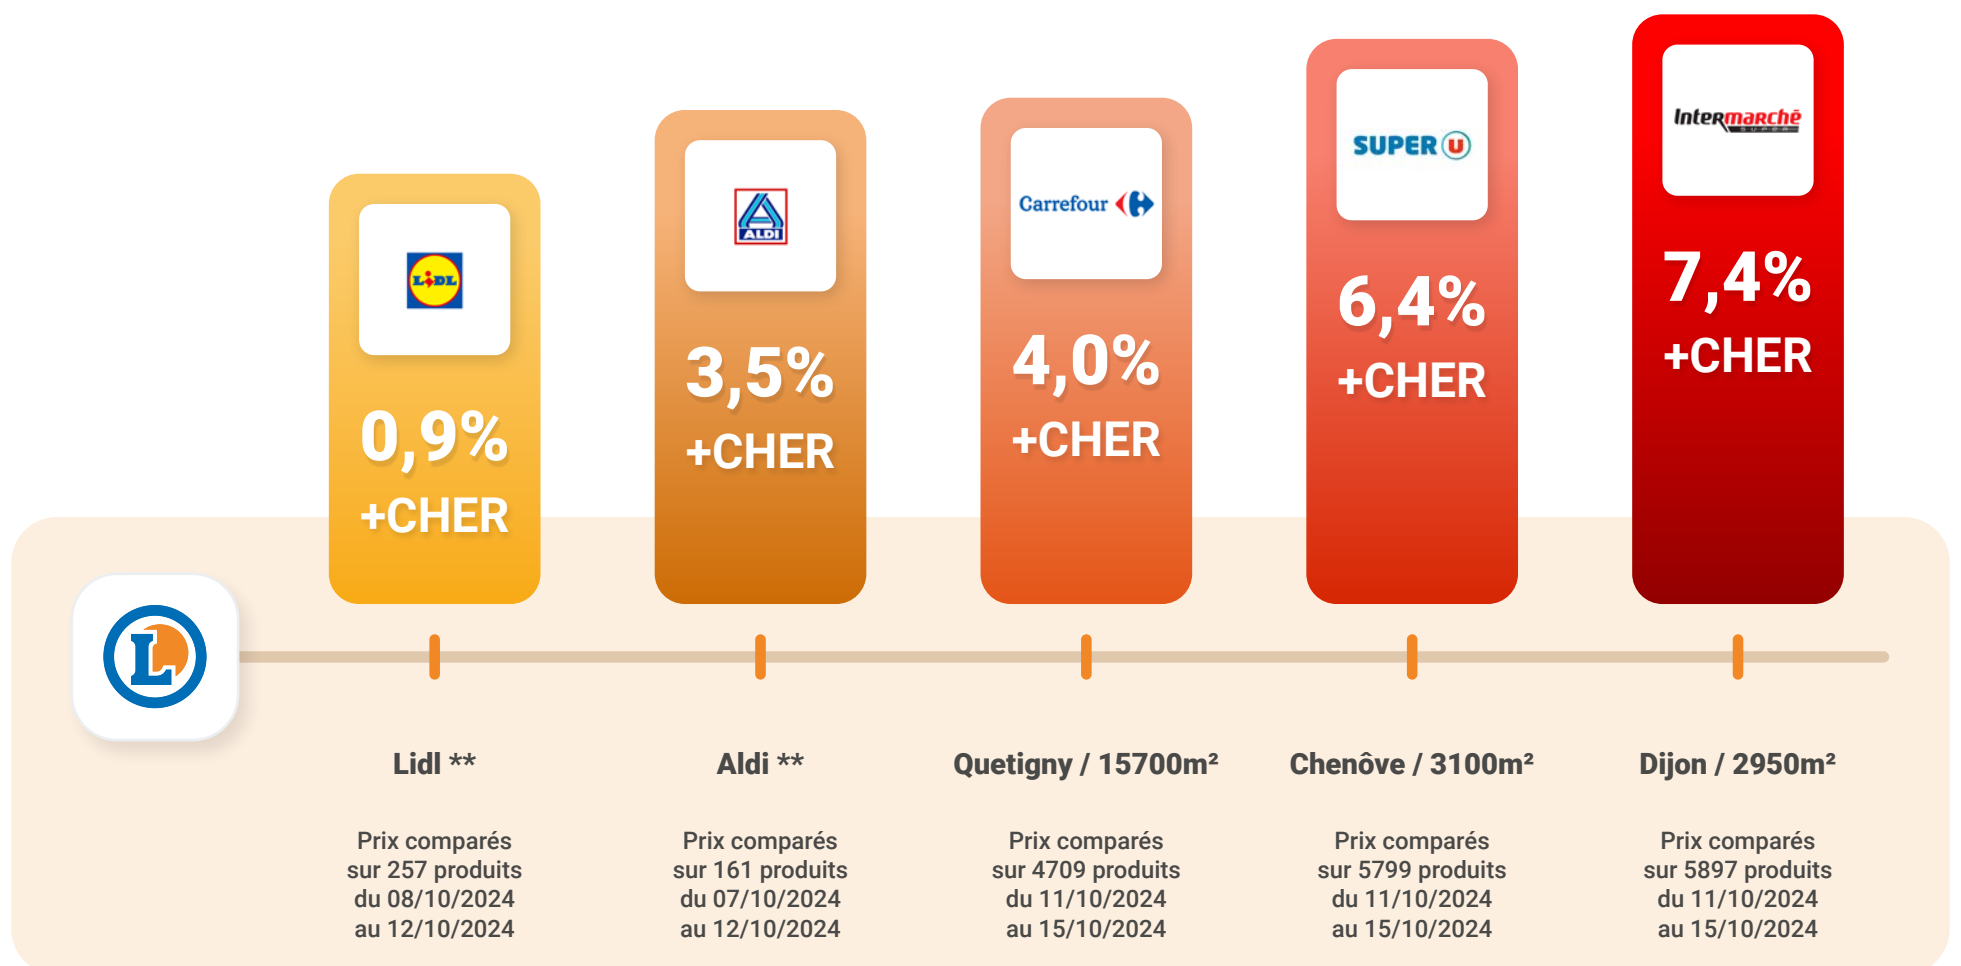 LIDL
0,9%
+CHER
ALDI
3,5%
+CHER
Carrefour
4,0%
+CHER
SUPER U
6,4%
+CHER
Intermarchē
SUPER
7,4%
+CHER
L
Lidl **
Prix comparés
sur 257 produits
du 08/10/2024
au 12/10/2024
Aldi **
Prix comparés
sur 161 produits
du 07/10/2024
au 12/10/2024
Quetigny / 15700m²
Prix comparés
sur 4709 produits
du 11/10/2024
au 15/10/2024
Chenôve / 3100m²
Prix comparés
sur 5799 produits
du 11/10/2024
au 15/10/2024
Dijon / 2950m²
Prix comparés
sur 5897 produits
du 11/10/2024
au 15/10/2024